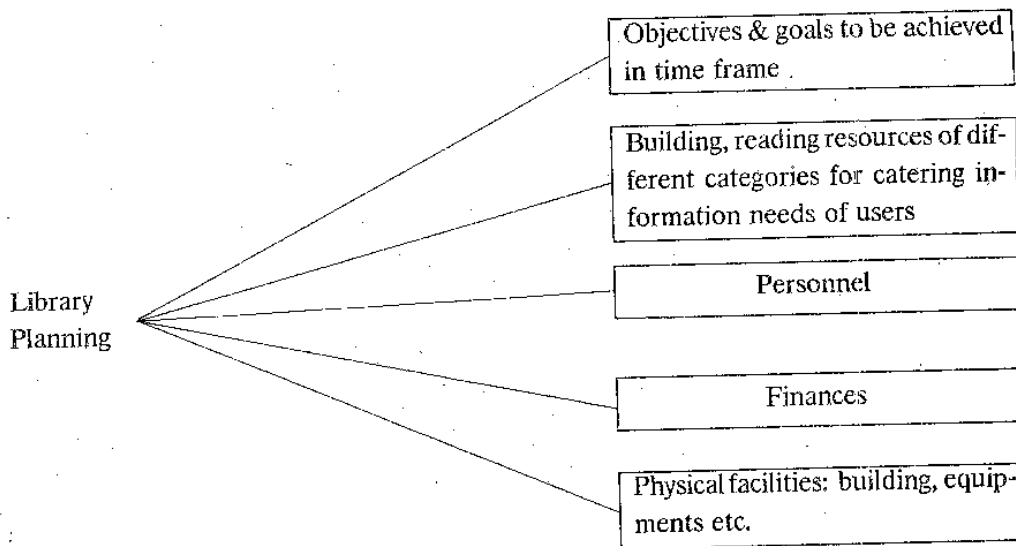 Objectives & goals to be achieved
in time frame .
Building, reading resources of dif-
ferent categories for catering in-
formation needs of users
Library
Planning
Personnel
Finances
Physical facilities: building, equip-
ments etc.